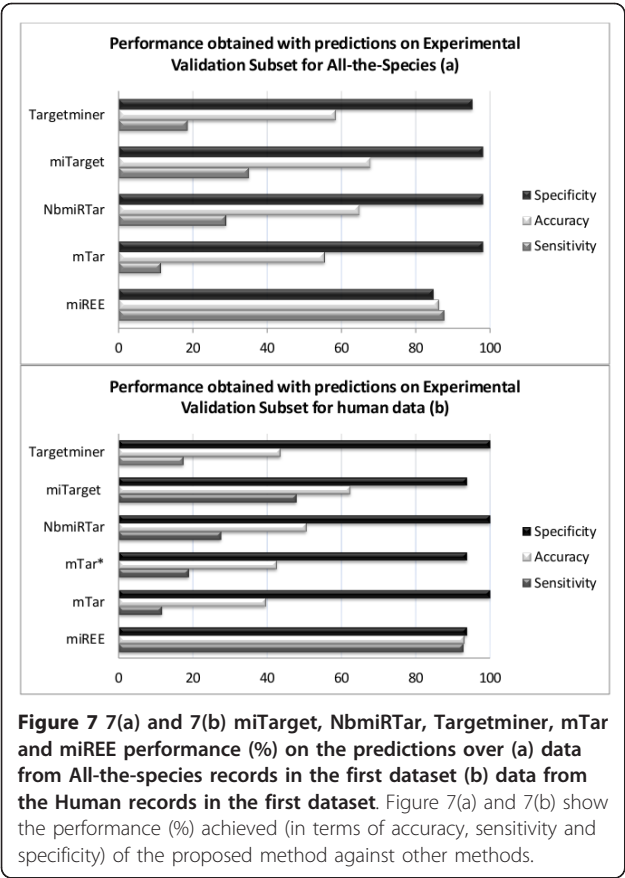 Performance obtained with predictions on Experimental
Validation Subset for All-the-Species (a)
Targetminer
miTarget
NbmiRTar
mTar
miREE
Specificity
Accuracy
Sensitivity
0 20 40 60 80 100
Performance obtained with predictions on Experimental
Validation Subset for human data (b)
Targetminer
miTarget
NbmiRTar
mTar*
mTar
miREE
Specificity
Accuracy
Sensitivity
0 20 40 60 80 100
Figure 7 7(a) and 7(b) miTarget, NbmiRTar, Targetminer, mTar
and miREE performance (%) on the predictions over (a) data
from All-the-species records in the first dataset (b) data from
the Human records in the first dataset. Figure 7(a) and 7(b) show
the performance (%) achieved (in terms of accuracy, sensitivity and
specificity) of the proposed method against other methods.